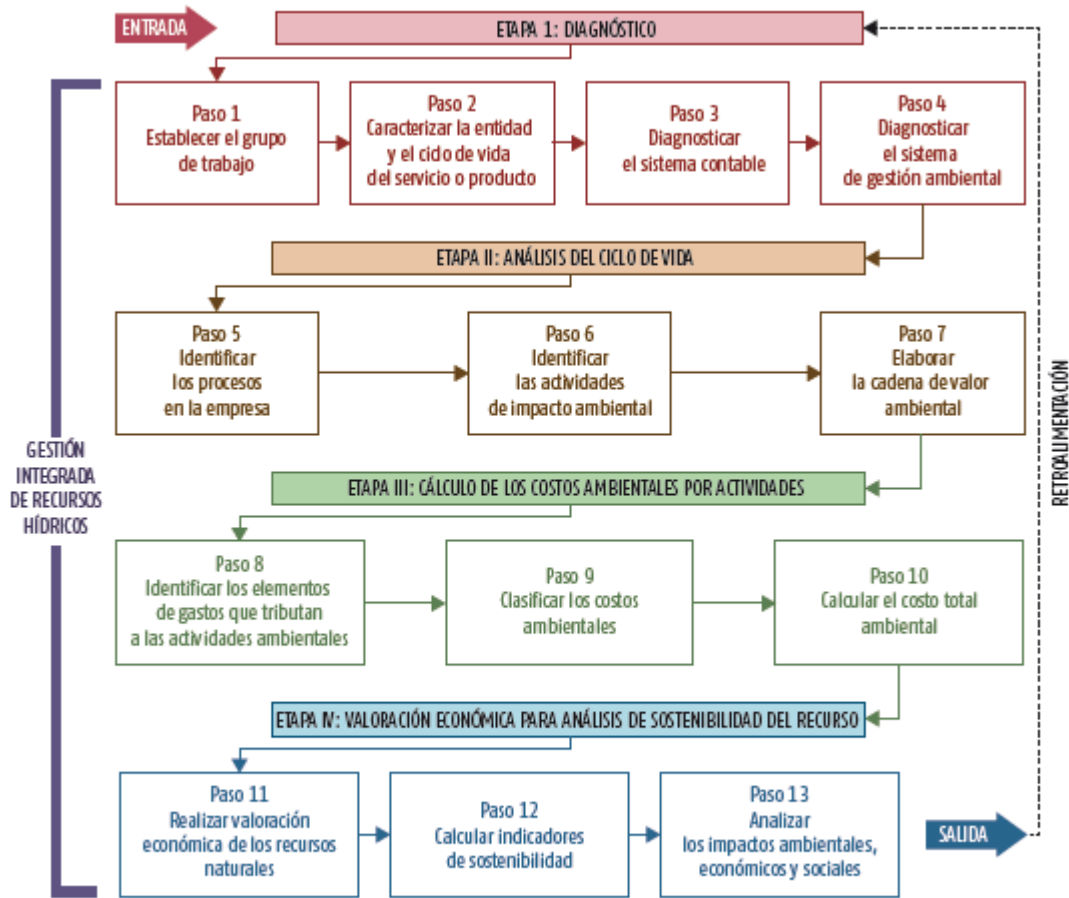 ENTRADA
ETAPA 1: DIAGNÓSTICO
Paso 1
Establecer el grupo
de trabajo
Paso 2
Caracterizar la entidad
y el ciclo de vida
del servicio o producto
Paso 3
Diagnosticar
el sistema contable
Paso 4
Diagnosticar
el sistema
de gestión ambiental
ETAPA II: ANÁLISIS DEL CICLO DE VIDA
Paso 5
Identificar
los procesos
en la empresa
Paso 6
Identificar
las actividades
de impacto ambiental
Paso 7
Elaborar
la cadena de valor
ambiental
GESTIÓN
INTEGRADA
DE RECURSOS
HÍDRICOS
RETROALIMENTACIÓN
ETAPA III: CÁLCULO DE LOS COSTOS AMBIENTALES POR ACTIVIDADES
Paso 8
Identificar los elementos
de gastos que tributan
a las actividades ambientales
Paso 9
Clasificar los costos
ambientales
Paso 10
Calcular el costo total
ambiental
ETAPA IV: VALORACIÓN ECONÓMICA PARA ANÁLISIS DE SOSTENIBILIDAD DEL RECURSO
Paso 11
Realizar valoración
económica de los recursos
naturales
Paso 12
Calcular indicadores
de sostenibilidad
Paso 13
Analizar
los impactos ambientales,
económicos y sociales
SALIDA